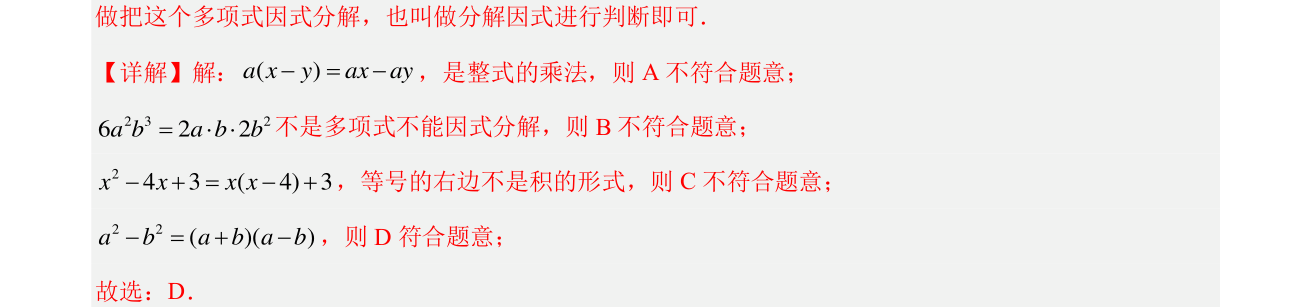 做把这个多项式因式分解，也叫做分解因式进行判断即可．
【详解】解：a(x－y)＝ax－ay，是整式的乘法，则 A 不符合题意；
6a²b³＝2a·b·2b²不是多项式不能因式分解，则 B 不符合题意；
x²－4x＋3＝x(x－4)＋3，等号的右边不是积的形式，则 C 不符合题意；
a²－b²＝(a＋b)(a－b)，则 D 符合题意；
故选：D．